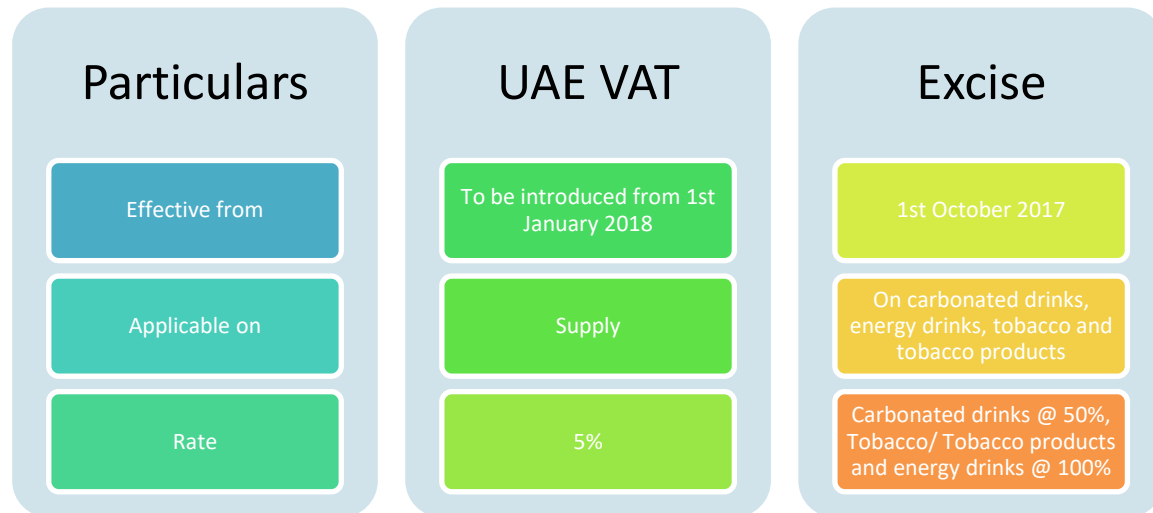 Particulars
Effective from
Applicable on
Rate
UAE VAT
To be introduced from 1st
January 2018
Supply
5%
Excise
1st October 2017
On carbonated drinks,
energy drinks, tobacco and
tobacco products
Carbonated drinks @ 50%,
Tobacco/ Tobacco products
and energy drinks @ 100%